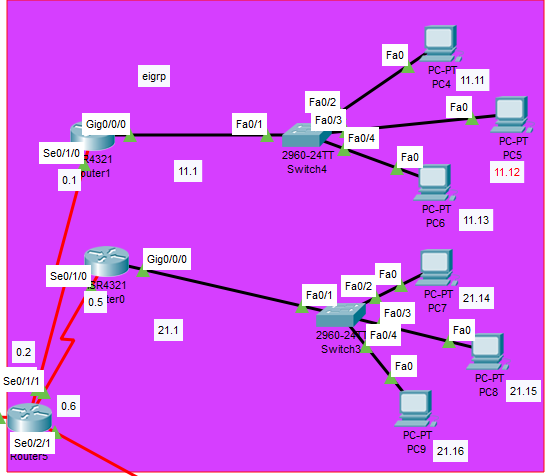 eigrp
Fa0
PC-PT
PC4
11.11
Fa0/2
Fa0
Gig0/0/0
Fa0/1
Fa0/3
Fa0/4
PC-PT
PC5
Se0/1/0
R4321
outer1
2960-24TT
Switch4
Fa0
11.12
0.1
11.1
PC-PT
PC6
11.13
Gig0/0/0
Fa0
Se0/1/0
SR4321
ter0
Fa0/2
PC-PT
PC7
21.14
0.5
Fa0/1
Fa0/3
21.1
2960-24T
Switch3
Fa0/4
Fa0
0.2
Fa0
PC-PT
PC8
Se0/1/1
21.15
0.6
Se0/2/1
Router5
PC-PT
PC9
21.16